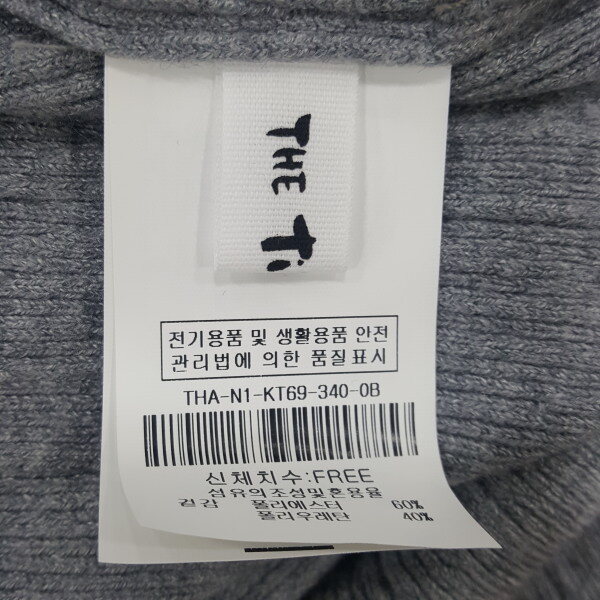 THE Ti
전기용품 및 생활용품 안전
관리법에 의한 품질표시
THA-N1-KT69-340-0B
신체치수:FREE
섬유의조성및혼용율
겉감 폴리에스터 60%
폴리우레탄 40%